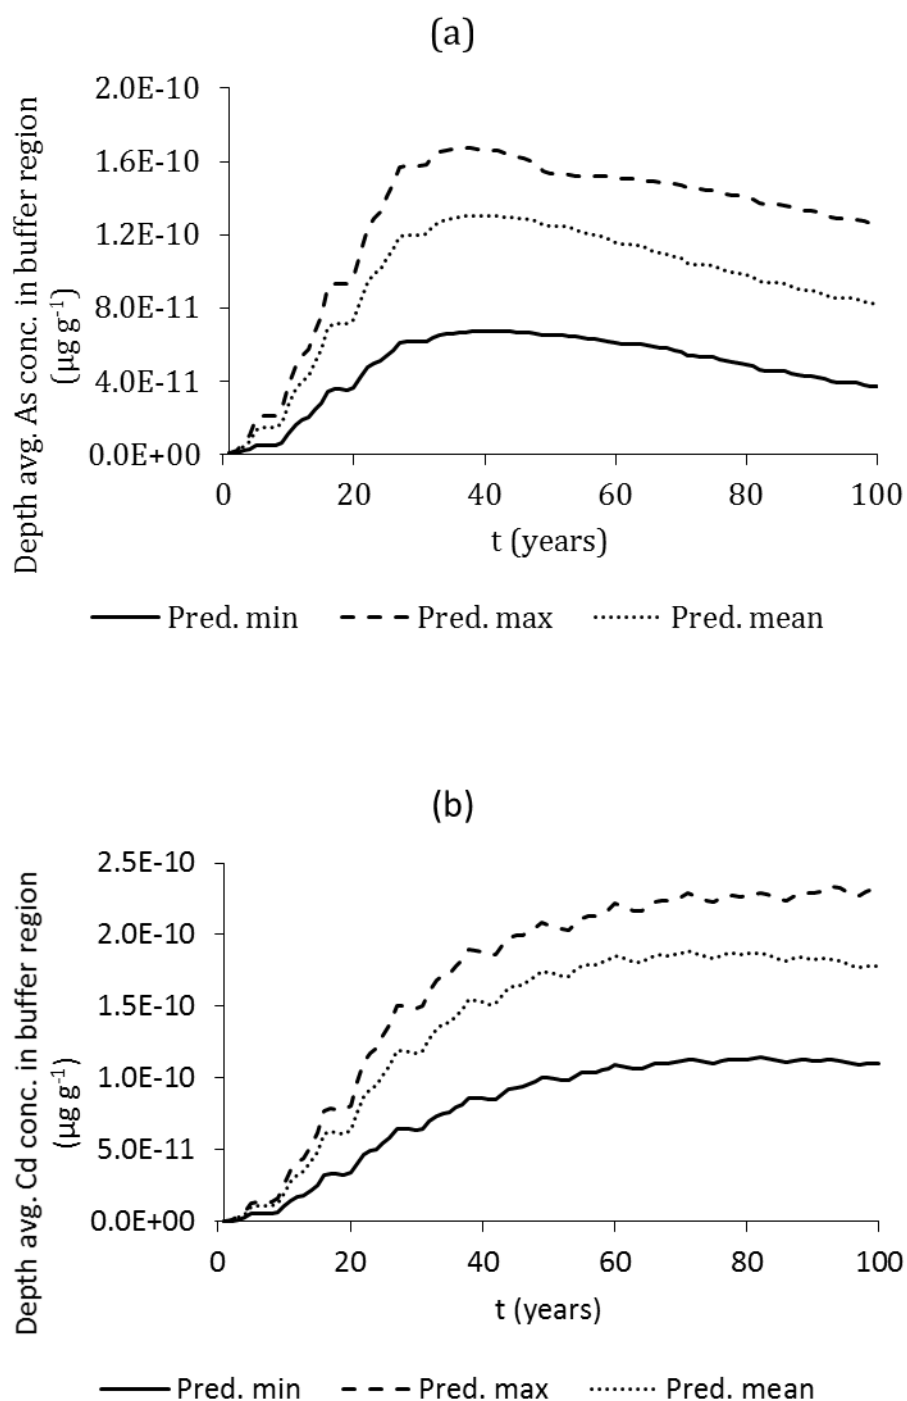 (a)
Depth avg. As conc. in buffer region
(µg g⁻¹)
2.0E-10
1.6E-10
1.2E-10
8.0E-11
4.0E-11
0.0E+00
0 20 40 60 80 100
t (years)
Pred. min Pred. max Pred. mean
(b)
Depth avg. Cd conc. in buffer region
(µg g⁻¹)
2.5E-10
2.0E-10
1.5E-10
1.0E-10
5.0E-11
0.0E+00
0 20 40 60 80 100
t (years)
Pred. min Pred. max Pred. mean